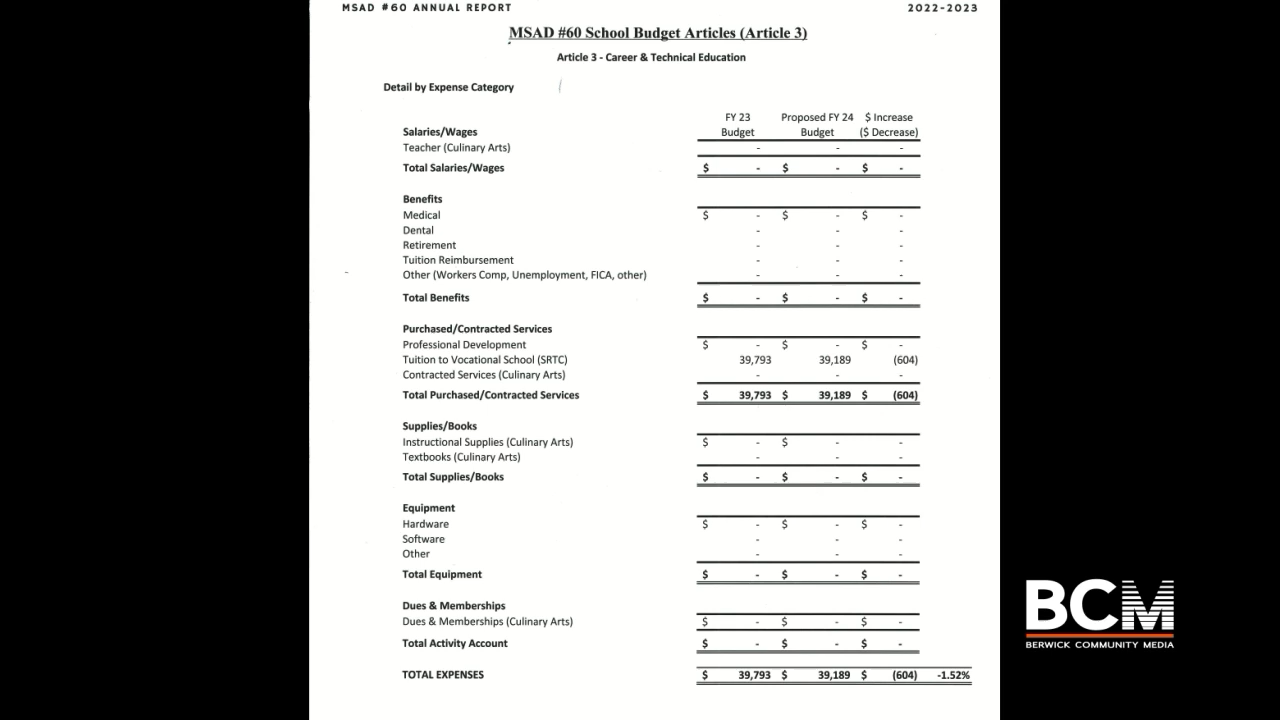 MSAD #60 ANNUAL REPORT 2022-2023
MSAD #60 School Budget Articles (Article 3)
Article 3 - Career & Technical Education
Detail by Expense Category
FY 23 Proposed FY 24 $ Increase
Salaries/Wages Budget Budget ($ Decrease)
Teacher (Culinary Arts) - - -
Total Salaries/Wages $ - $ - $ -
Benefits
Medical $ - $ - $ -
Dental - - -
Retirement - - -
Tuition Reimbursement - - -
Other (Workers Comp, Unemployment, FICA, other) - - -
Total Benefits $ - $ - $ -
Purchased/Contracted Services
Professional Development $ - $ - $ -
Tuition to Vocational School (SRTC) 39,793 39,189 (604)
Contracted Services (Culinary Arts) - - -
Total Purchased/Contracted Services $ 39,793 $ 39,189 $ (604)
Supplies/Books
Instructional Supplies (Culinary Arts) $ - $ - -
Textbooks (Culinary Arts) - - -
Total Supplies/Books $ - $ - $ -
Equipment
Hardware $ - $ - $ -
Software - - -
Other - - -
Total Equipment $ - $ - $ -
Dues & Memberships
Dues & Memberships (Culinary Arts) $ - $ - $ -
Total Activity Account $ - $ - $ -
TOTAL EXPENSES $ 39,793 $ 39,189 $ (604) -1.52%
BCM
BERWICK COMMUNITY MEDIA